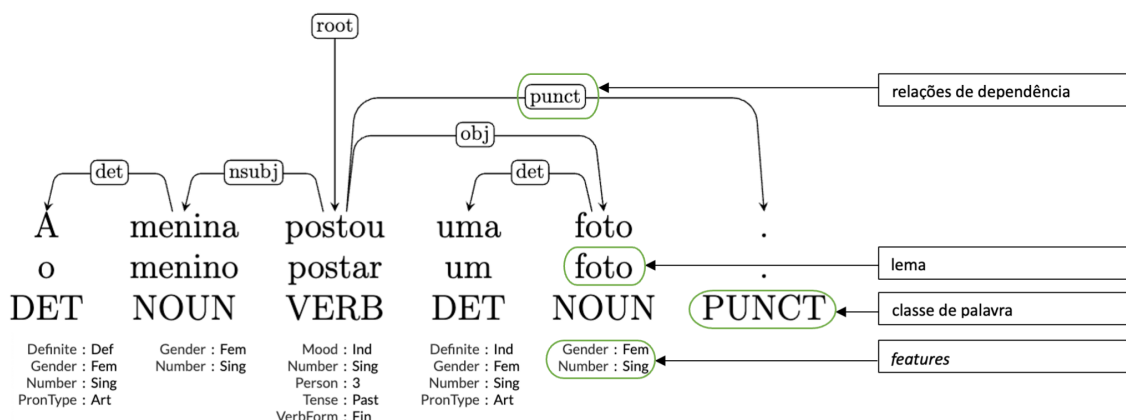 root
punct
relações de dependência
obj
det nsubj det
A menina postou uma foto .
o menino postar um foto .
lema
DET NOUN VERB DET NOUN PUNCT
classe de palavra
Definite : Def Gender : Fem Mood : Ind Definite : Ind Gender : Fem
Gender : Fem Number : Sing Number : Sing Gender : Fem Number : Sing
features
Number : Sing Person : 3 Number : Sing
PronType : Art Tense : Past PronType : Art
VerbForm : Fin